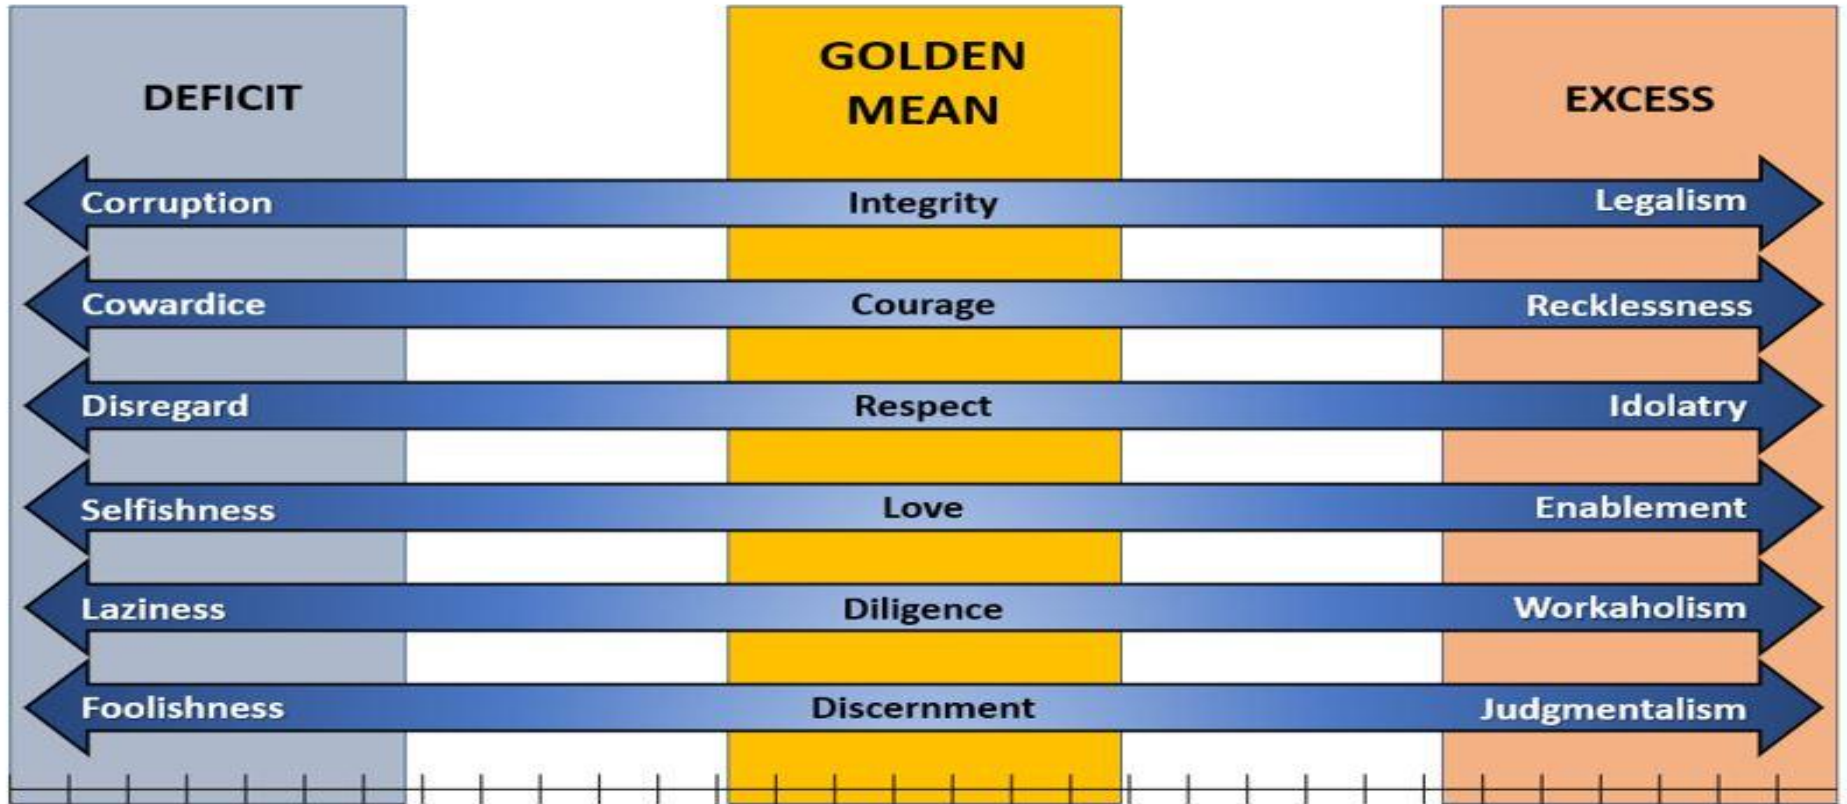 DEFICIT
GOLDEN
MEAN
EXCESS
Corruption Integrity Legalism
Cowardice Courage Recklessness
Disregard Respect Idolatry
Selfishness Love Enablement
Laziness Diligence Workaholism
Foolishness Discernment Judgmentalism